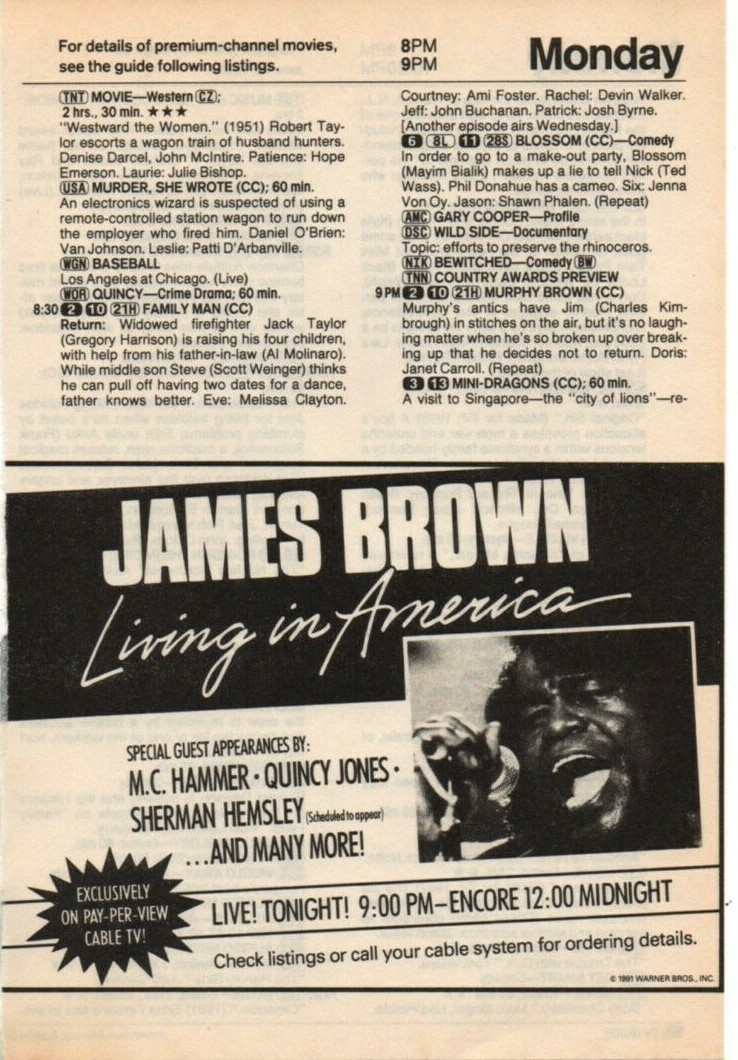 For details of premium-channel movies,
see the guide following listings.
8PM
9PM
Monday
TNT MOVIE—Western CZ;
2 hrs., 30 min. ★★★
"Westward the Women." (1951) Robert Tay-
lor escorts a wagon train of husband hunters.
Denise Darcel, John McIntire. Patience: Hope
Emerson. Laurie: Julie Bishop.
USA MURDER, SHE WROTE (CC); 60 min.
An electronics wizard is suspected of using a
remote-controlled station wagon to run down
the employer who fired him. Daniel O'Brien:
Van Johnson. Leslie: Patti D'Arbanville.
WGN BASEBALL
Los Angeles at Chicago. (Live)
WOR QUINCY—Crime Drama; 60 min.
8:30 2 10 21H FAMILY MAN (CC)
Return: Widowed firefighter Jack Taylor
(Gregory Harrison) is raising his four children,
with help from his father-in-law (Al Molinaro).
While middle son Steve (Scott Weinger) thinks
he can pull off having two dates for a dance,
father knows better. Eve: Melissa Clayton.
Courtney: Ami Foster. Rachel: Devin Walker.
Jeff: John Buchanan. Patrick: Josh Byrne.
[Another episode airs Wednesday.]
6 8L 11 28S BLOSSOM (CC)—Comedy
In order to go to a make-out party, Blossom
(Mayim Bialik) makes up a lie to tell Nick (Ted
Wass). Phil Donahue has a cameo. Six: Jenna
Von Oy. Jason: Shawn Phalen. (Repeat)
AMC GARY COOPER—Profile
DSC WILD SIDE—Documentary
Topic: efforts to preserve the rhinoceros.
NIK BEWITCHED—Comedy BW
TNN COUNTRY AWARDS PREVIEW
9 PM 2 10 21H MURPHY BROWN (CC)
Murphy's antics have Jim (Charles Kim-
brough) in stitches on the air, but it's no laugh-
ing matter when he's so broken up over break-
ing up that he decides not to return. Doris:
Janet Carroll. (Repeat)
3 13 MINI-DRAGONS (CC); 60 min.
A visit to Singapore—the "city of lions"—re-
JAMES BROWN
Living in America
SPECIAL GUEST APPEARANCES BY:
M.C. HAMMER • QUINCY JONES •
SHERMAN HEMSLEY (Scheduled to appear)
...AND MANY MORE!
EXCLUSIVELY
ON PAY-PER-VIEW
CABLE TV!
LIVE! TONIGHT! 9:00 PM–ENCORE 12:00 MIDNIGHT
Check listings or call your cable system for ordering details.
© 1991 WARNER BROS., INC.